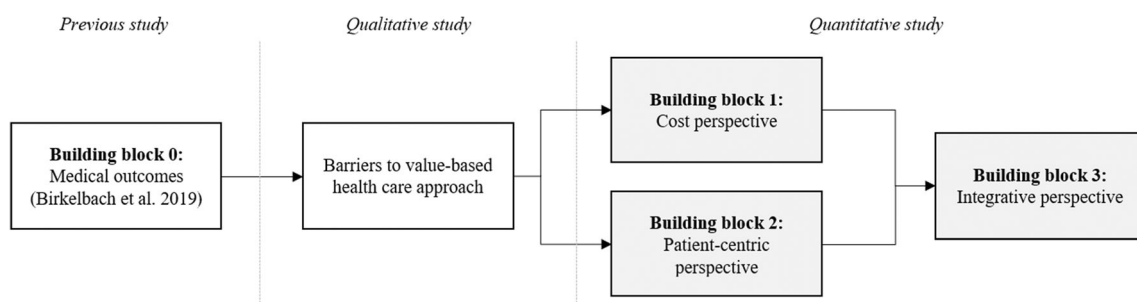 Previous study
Qualitative study
Quantitative study
Building block 0:
Medical outcomes
(Birkelbach et al. 2019)
Barriers to value-based
health care approach
Building block 1:
Cost perspective
Building block 2:
Patient-centric
perspective
Building block 3:
Integrative perspective